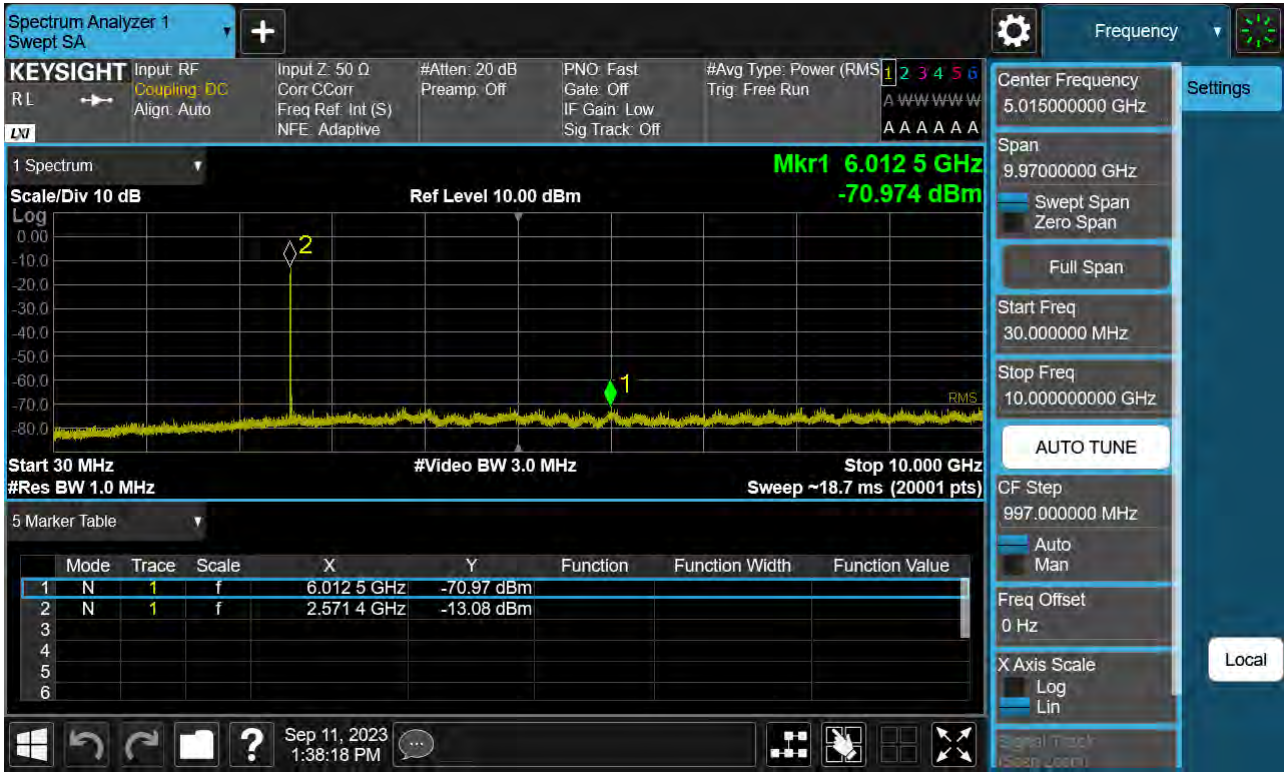 Spectrum Analyzer 1
Swept SA
Frequency
KEYSIGHT
RL
LXI
Input: RF
Coupling: DC
Align: Auto
Input Z: 50 Ω
Corr CCorr
Freq Ref: Int (S)
NFE: Adaptive
#Atten: 20 dB
Preamp: Off
PNO: Fast
Gate: Off
IF Gain: Low
Sig Track: Off
#Avg Type: Power (RMS
Trig: Free Run
1 2 3 4 5 6
A W W W W W
A A A A A A
Center Frequency
5.015000000 GHz
Settings
1 Spectrum
Mkr1 6.012 5 GHz
Scale/Div 10 dB
Ref Level 10.00 dBm
-70.974 dBm
Log
0.00
-10.0
-20.0
-30.0
-40.0
-50.0
-60.0
-70.0
-80.0
2
1
RMS
Start 30 MHz
#Video BW 3.0 MHz
Stop 10.000 GHz
#Res BW 1.0 MHz
Sweep ~18.7 ms (20001 pts)
Span
9.97000000 GHz
Swept Span
Zero Span
Full Span
Start Freq
30.000000 MHz
Stop Freq
10.000000000 GHz
AUTO TUNE
CF Step
997.000000 MHz
Auto
Man
Freq Offset
0 Hz
X Axis Scale
Log
Lin
Signal Track
(Span Zoom)
Local
5 Marker Table
Mode Trace Scale X Y Function Function Width Function Value
1 N 1 f 6.012 5 GHz -70.97 dBm
2 N 1 f 2.571 4 GHz -13.08 dBm
3
4
5
6
?
Sep 11, 2023
1:38:18 PM